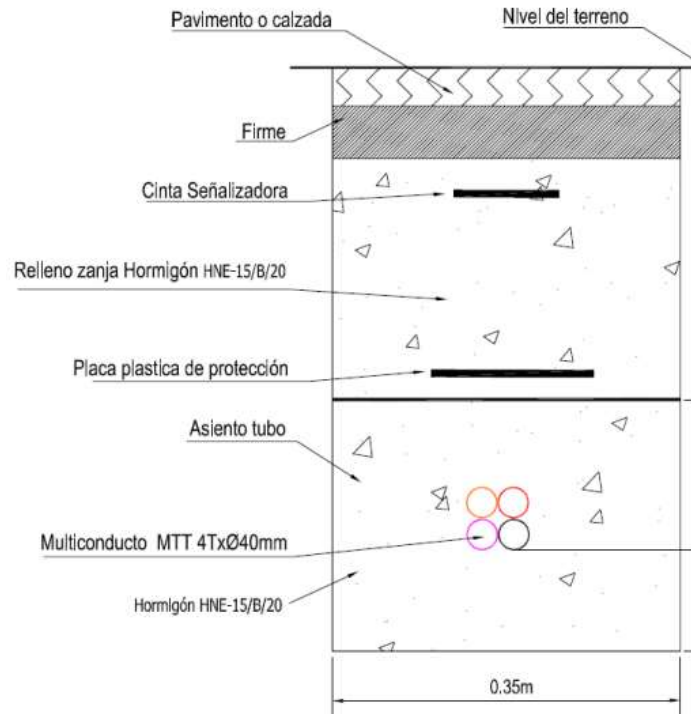 Pavimento o calzada
Nivel del terreno
Firme
Cinta Señalizadora
Relleno zanja Hormigón HNE-15/B/20
Placa plastica de protección
Asiento tubo
Multiconducto MTT 4TxØ40mm
Hormigón HNE-15/B/20
0.35m